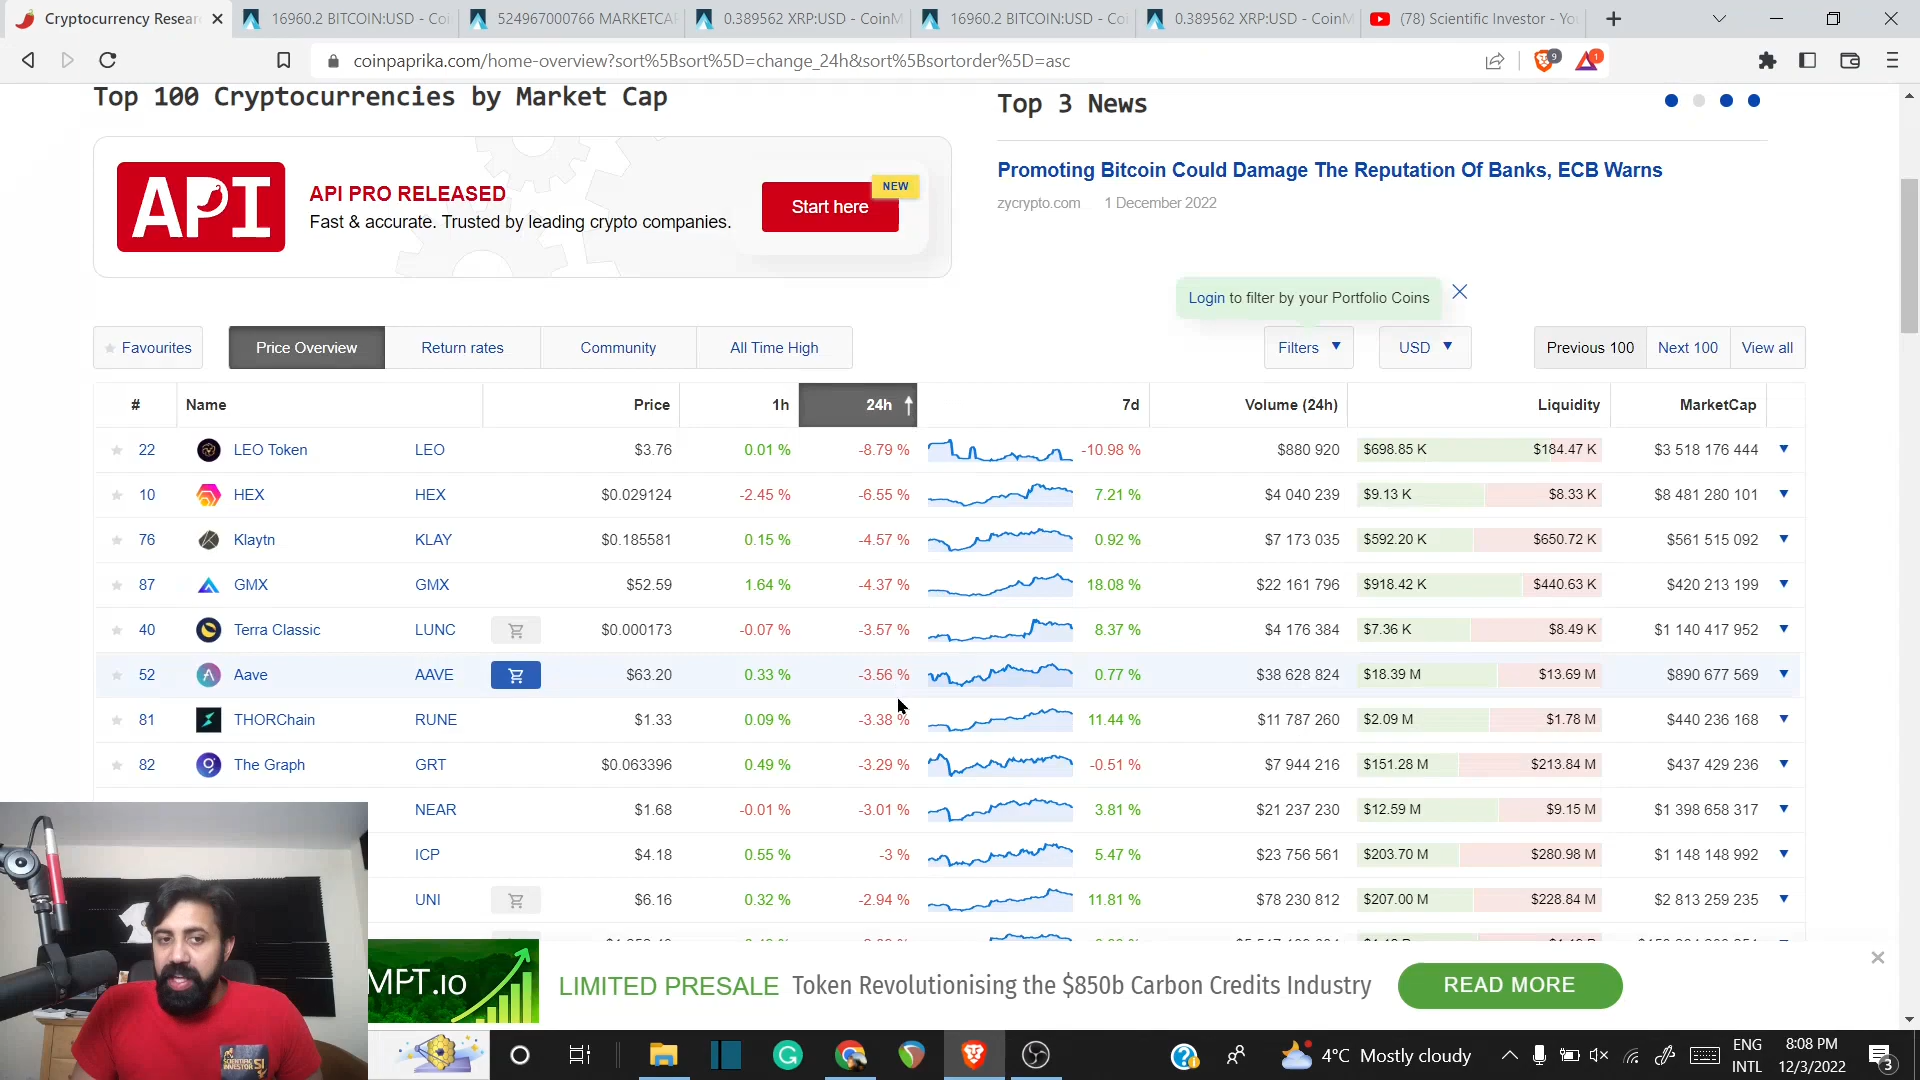 Cryptocurrency Resear
16960.2 BITCOIN:USD - Co
524967000766 MARKETCA
0.389562 XRP:USD - CoinM
16960.2 BITCOIN:USD - Co
0.389562 XRP:USD - CoinM
(78) Scientific Investor - Yo
coinpaprika.com/home-overview?sort%5Bsort%5D=change_24h&sort%5Bsortorder%5D=asc
9
1
Top 100 Cryptocurrencies by Market Cap
Top 3 News
API
API PRO RELEASED
Fast & accurate. Trusted by leading crypto companies.
Start here
NEW
Promoting Bitcoin Could Damage The Reputation Of Banks, ECB Warns
zycrypto.com 1 December 2022
Login to filter by your Portfolio Coins
Favourites Price Overview Return rates Community All Time High Filters USD Previous 100 Next 100 View all
# Name Price 1h 24h 7d Volume (24h) Liquidity MarketCap
22 LEO Token LEO $3.76 0.01 % -8.79 % -10.98 % $880 920 $698.85 K $184.47 K $3 518 176 444
10 HEX HEX $0.029124 -2.45 % -6.55 % 7.21 % $4 040 239 $9.13 K $8.33 K $8 481 280 101
76 Klaytn KLAY $0.185581 0.15 % -4.57 % 0.92 % $7 173 035 $592.20 K $650.72 K $561 515 092
87 GMX GMX $52.59 1.64 % -4.37 % 18.08 % $22 161 796 $918.42 K $440.63 K $420 213 199
40 Terra Classic LUNC $0.000173 -0.07 % -3.57 % 8.37 % $4 176 384 $7.36 K $8.49 K $1 140 417 952
52 Aave AAVE $63.20 0.33 % -3.56 % 0.77 % $38 628 824 $18.39 M $13.69 M $890 677 569
81 THORChain RUNE $1.33 0.09 % -3.38 % 11.44 % $11 787 260 $2.09 M $1.78 M $440 236 168
82 The Graph GRT $0.063396 0.49 % -3.29 % -0.51 % $7 944 216 $151.28 M $213.84 M $437 429 236
NEAR $1.68 -0.01 % -3.01 % 3.81 % $21 237 230 $12.59 M $9.15 M $1 398 658 317
ICP $4.18 0.55 % -3 % 5.47 % $23 756 561 $203.70 M $280.98 M $1 148 148 992
UNI $6.16 0.32 % -2.94 % 11.81 % $78 230 812 $207.00 M $228.84 M $2 813 259 235
MPT.io LIMITED PRESALE Token Revolutionising the $850b Carbon Credits Industry READ MORE
SCIENTIFIC
INVESTOR SI
4°C Mostly cloudy
ENG
INTL
8:08 PM
12/3/2022
3